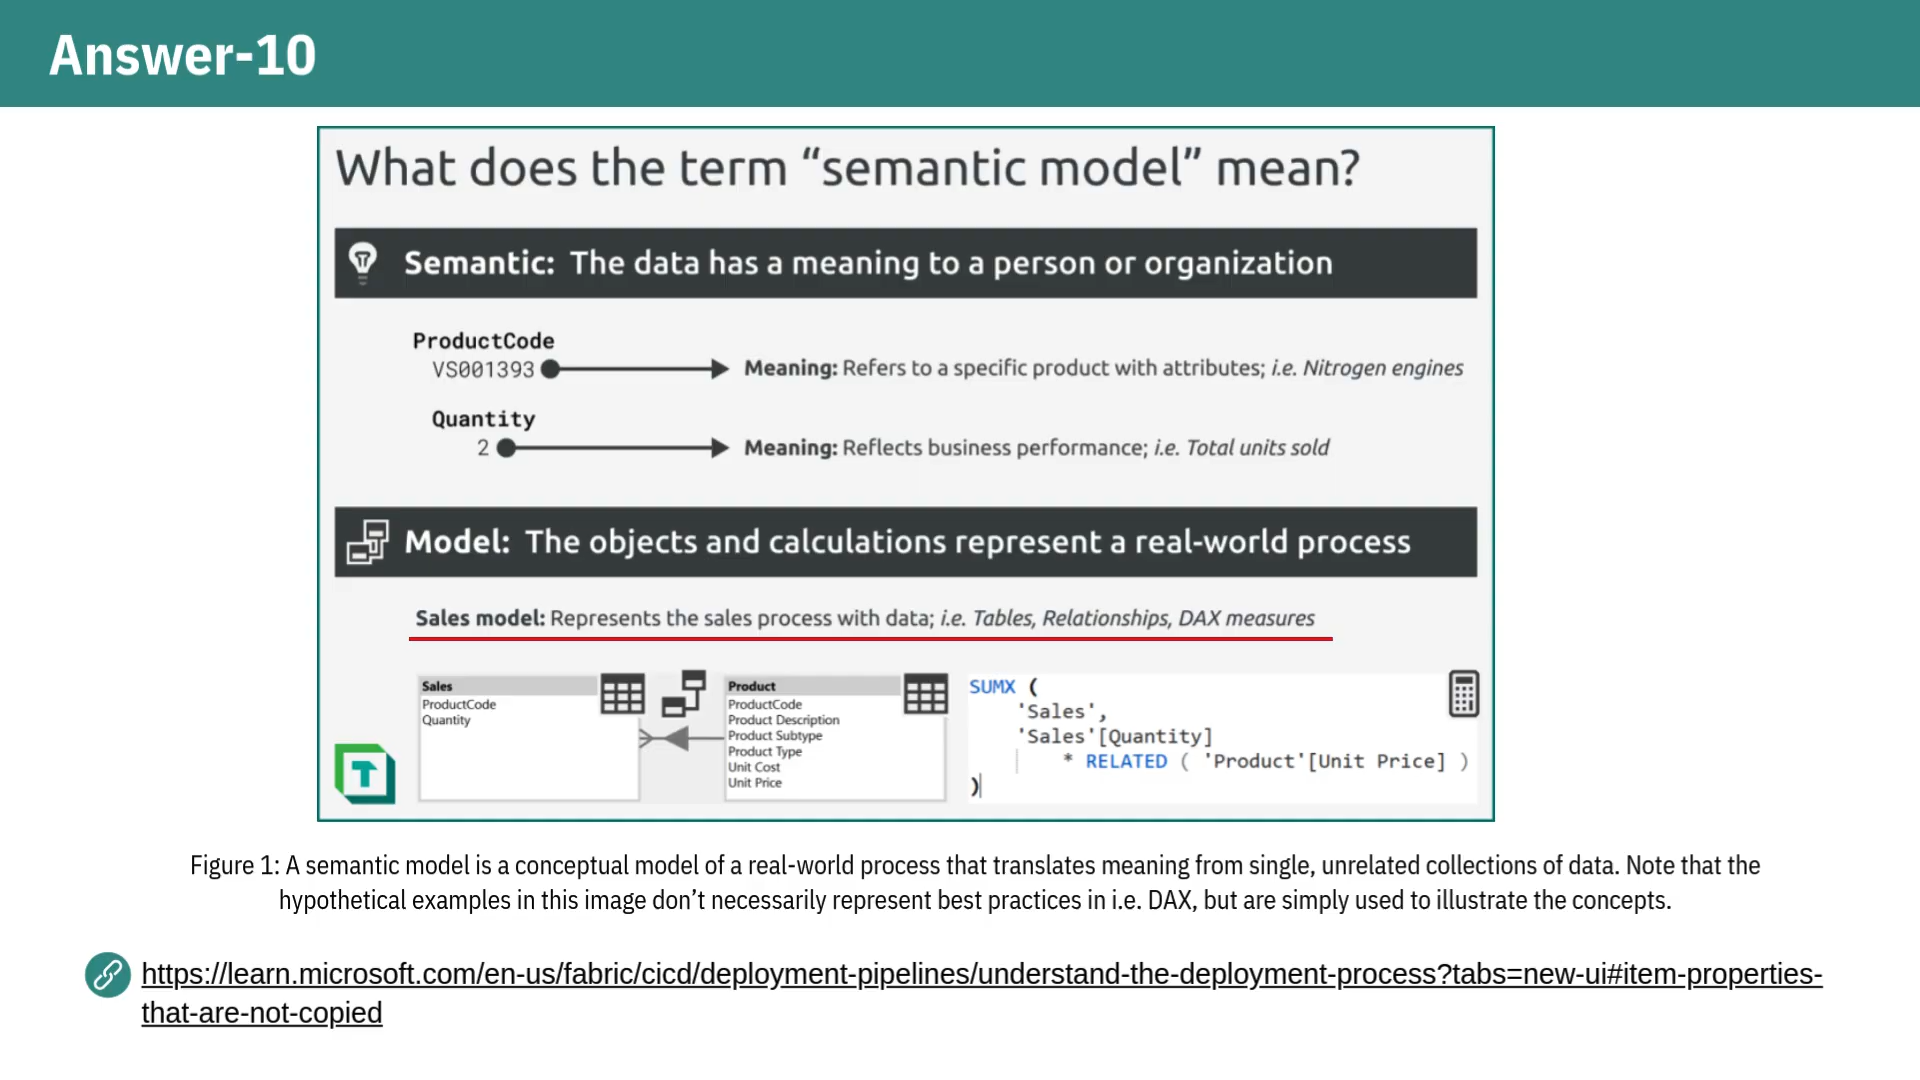 Answer-10
What does the term “semantic model” mean?
Semantic: The data has a meaning to a person or organization
ProductCode
VS001393
Meaning: Refers to a specific product with attributes; i.e. Nitrogen engines
Quantity
2
Meaning: Reflects business performance; i.e. Total units sold
Model: The objects and calculations represent a real-world process
Sales model: Represents the sales process with data; i.e. Tables, Relationships, DAX measures
Sales
ProductCode
Quantity
Product
ProductCode
Product Description
Product Subtype
Product Type
Unit Cost
Unit Price
SUMX (
'Sales',
'Sales'[Quantity]
* RELATED ( 'Product'[Unit Price] )
)
T
Figure 1: A semantic model is a conceptual model of a real-world process that translates meaning from single, unrelated collections of data. Note that the
hypothetical examples in this image don’t necessarily represent best practices in i.e. DAX, but are simply used to illustrate the concepts.
https://learn.microsoft.com/en-us/fabric/cicd/deployment-pipelines/understand-the-deployment-process?tabs=new-ui#item-properties-
that-are-not-copied